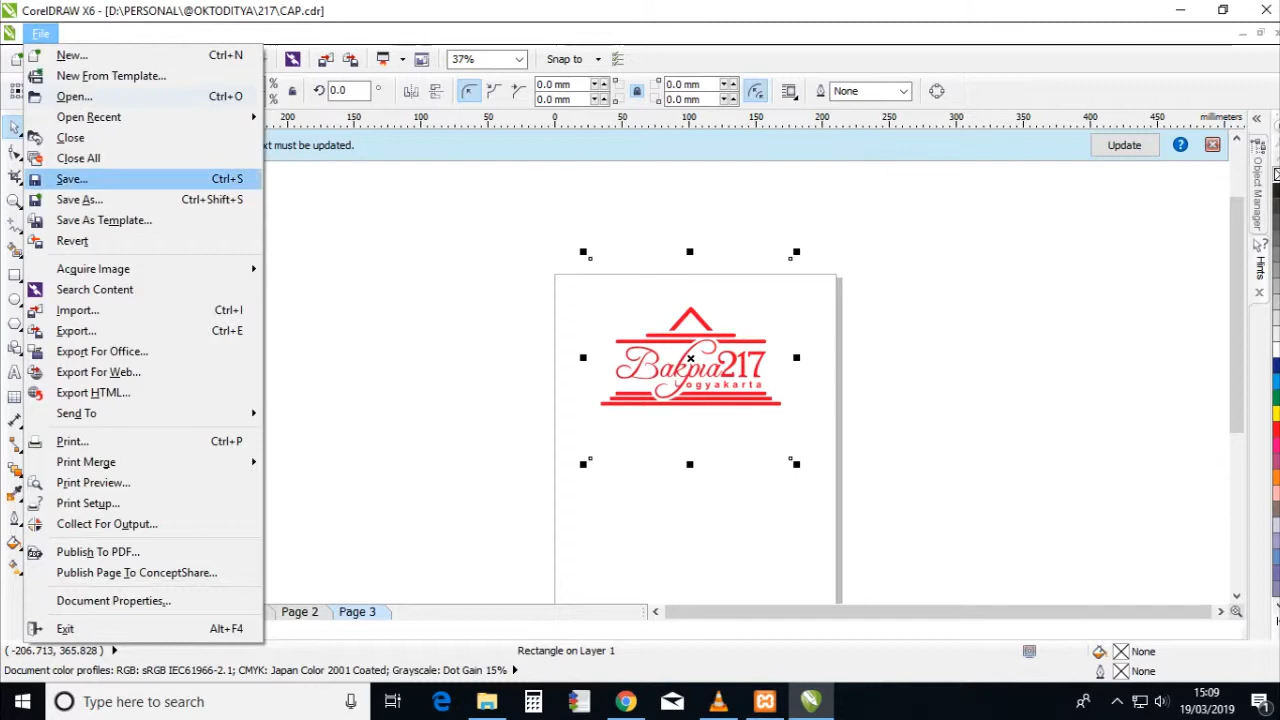 CorelDRAW X6 - [D:\PERSONAL\@OKTODITYA\217\CAP.cdr]
File
New... Ctrl+N
New From Template...
Open... Ctrl+O
Open Recent
Close
Close All
Save... Ctrl+S
Save As... Ctrl+Shift+S
Save As Template...
Revert
Acquire Image
Search Content
Import... Ctrl+I
Export... Ctrl+E
Export For Office...
Export For Web...
Export HTML...
Send To
Print... Ctrl+P
Print Merge
Print Preview...
Print Setup...
Collect For Output...
Publish To PDF...
Publish Page To ConceptShare...
Document Properties...
Exit Alt+F4
37%
Snap to
%
%
0.0 °
0.0 mm
0.0 mm
0.0 mm
0.0 mm
None
200 150 100 50 0 50 100 150 200 250 300 350 400 450 millimeters
xt must be updated.
Update
Object Manager
Hints
Bakpia217
Yogyakarta
Page 2 Page 3
(-206.713, 365.828)
Rectangle on Layer 1
None
Document color profiles: RGB: sRGB IEC61966-2.1; CMYK: Japan Color 2001 Coated; Grayscale: Dot Gain 15%
None
Type here to search
15:09
19/03/2019
1